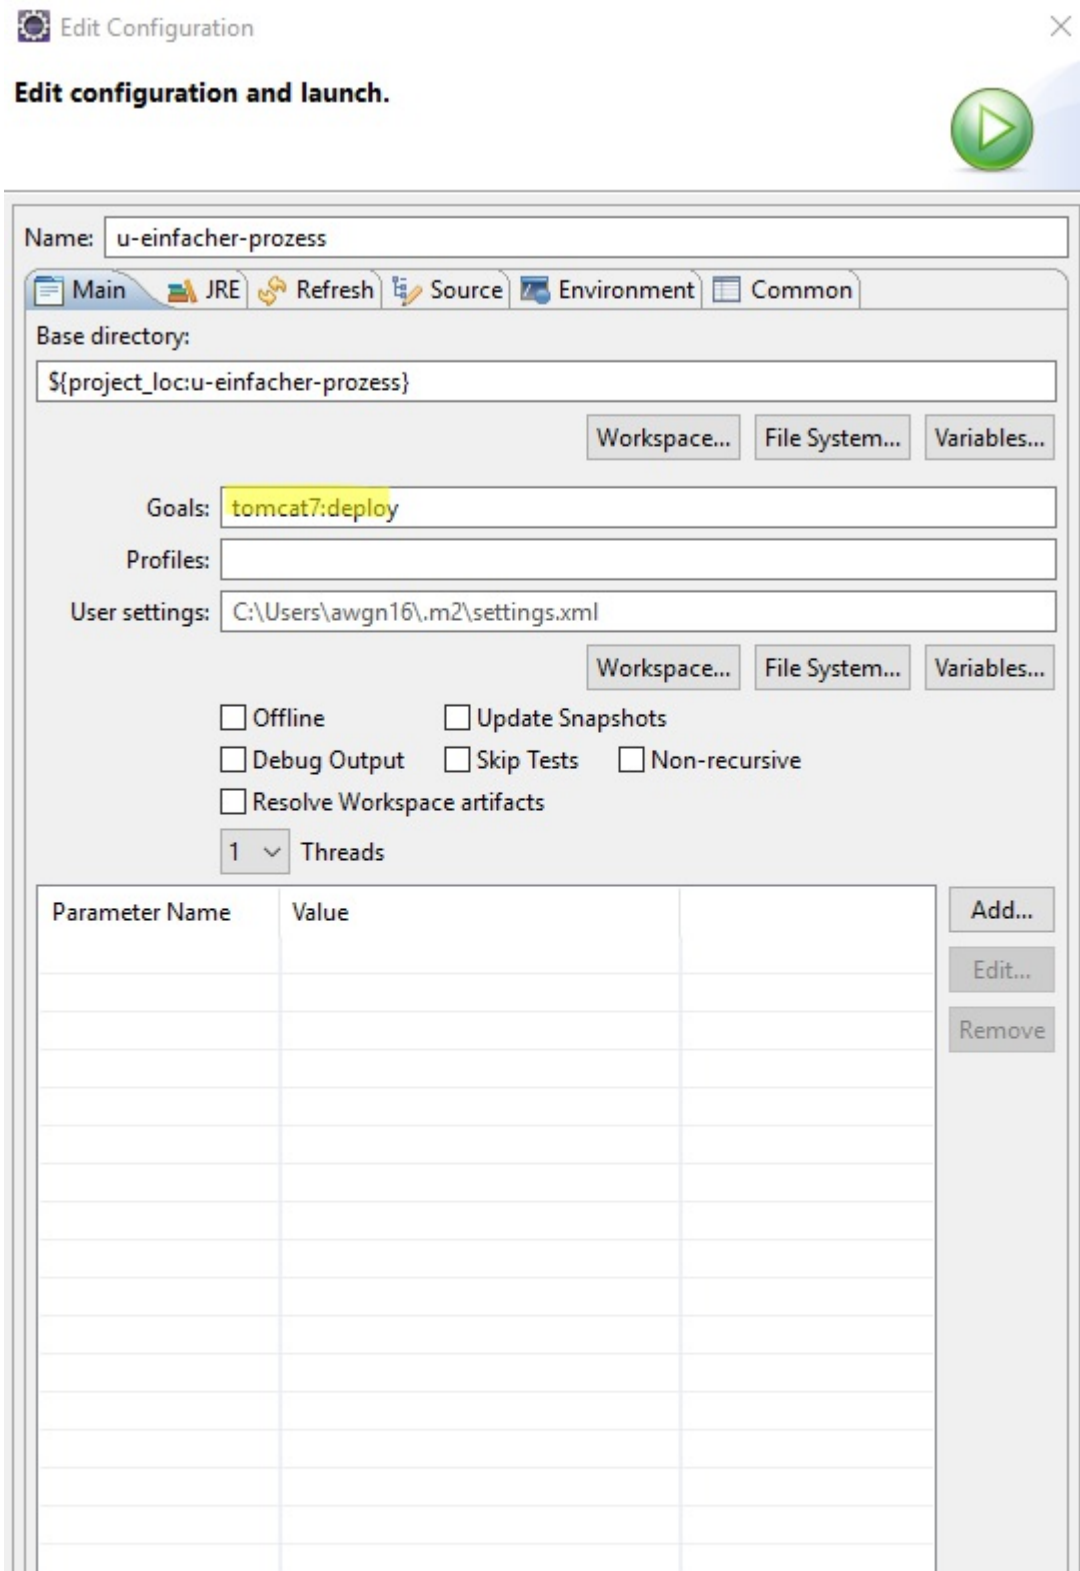 Edit Configuration
Edit configuration and launch.
Name: u-einfacher-prozess
Main JRE Refresh Source Environment Common
Base directory:
${project_loc:u-einfacher-prozess}
Workspace... File System... Variables...
Goals: tomcat7:deploy
Profiles:
User settings: C:\Users\awgn16\.m2\settings.xml
Workspace... File System... Variables...
Offline Update Snapshots
Debug Output Skip Tests Non-recursive
Resolve Workspace artifacts
1 Threads
Parameter Name Value Add...
Edit...
Remove